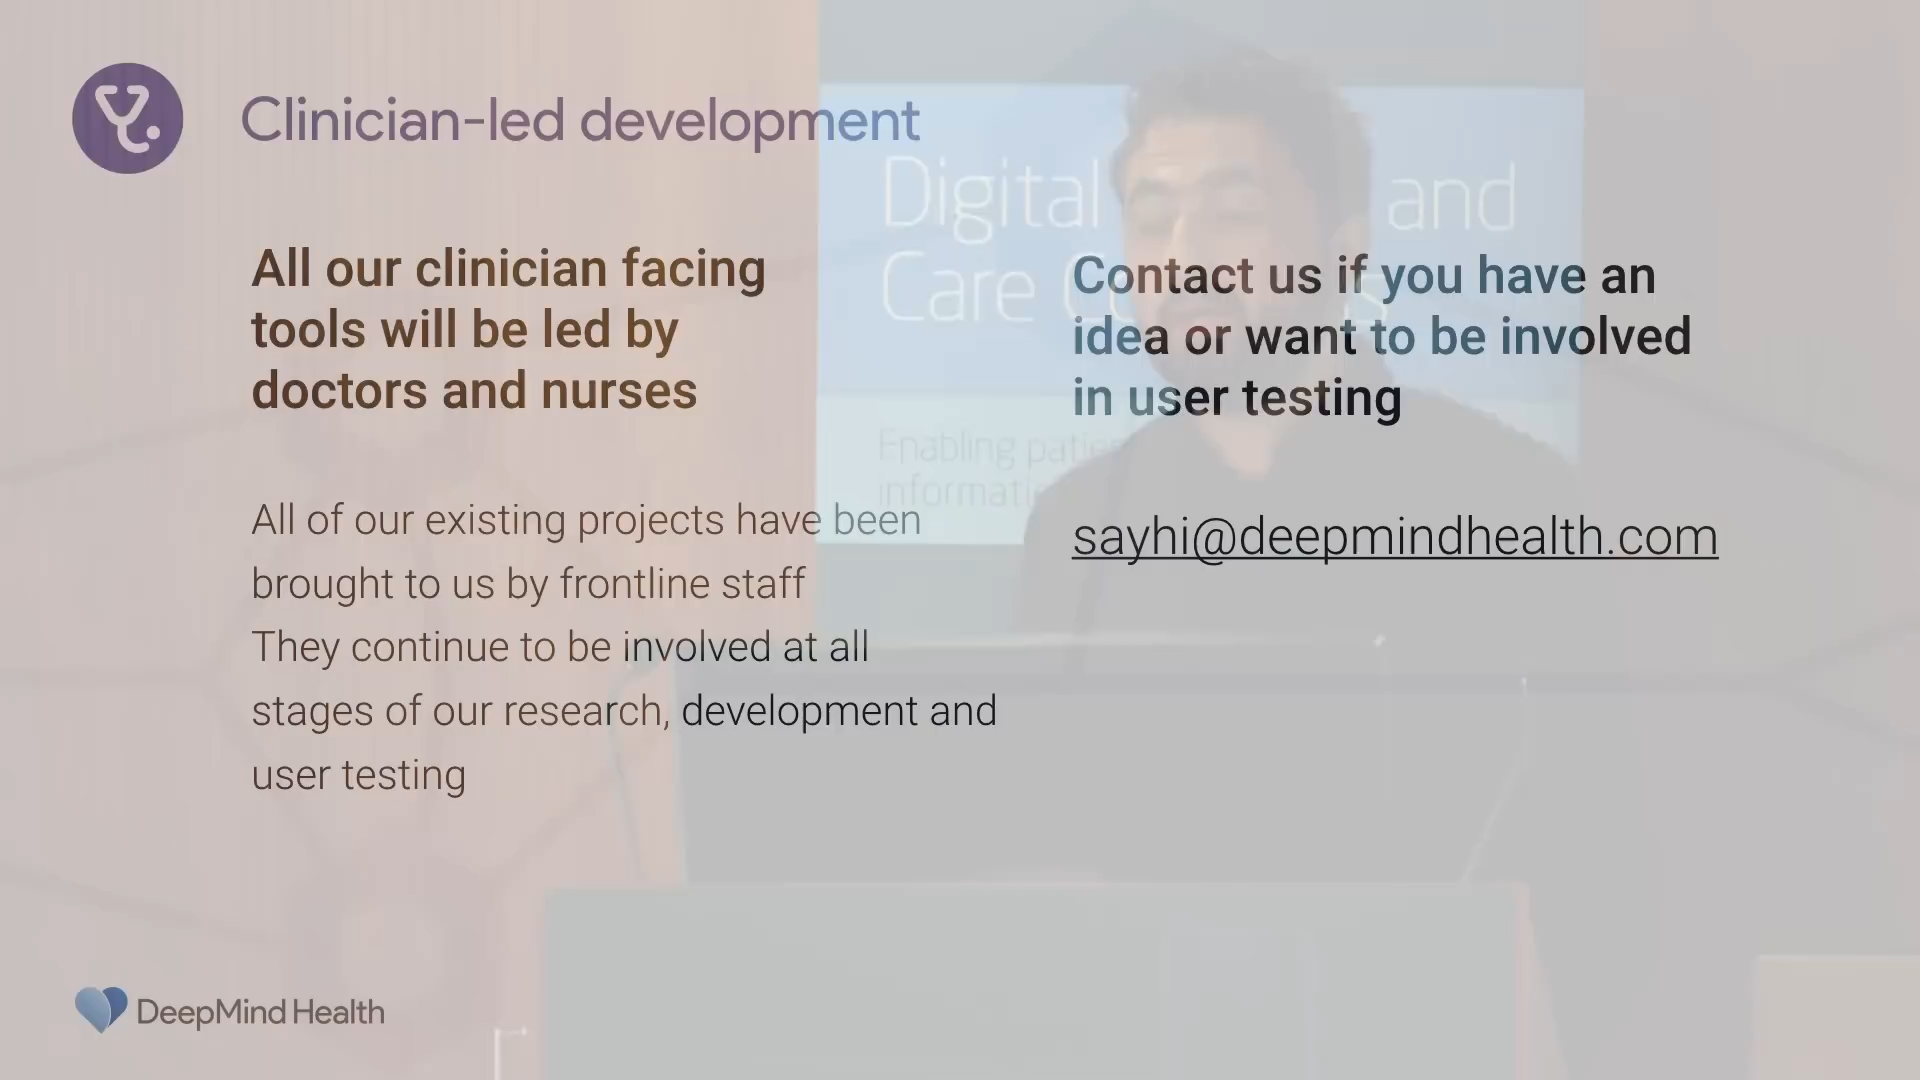 Clinician-led development
All our clinician facing
tools will be led by
doctors and nurses
All of our existing projects have been
brought to us by frontline staff
They continue to be involved at all
stages of our research, development and
user testing
Contact us if you have an
idea or want to be involved
in user testing
sayhi@deepmindhealth.com
Digital and
Care
Enabling
DeepMind Health